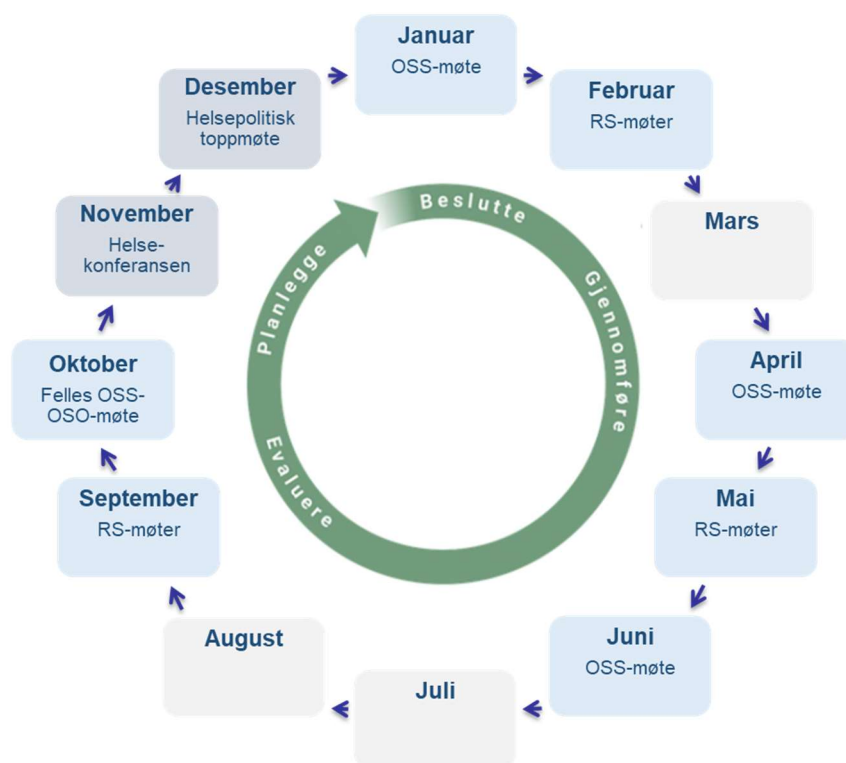 Januar
OSS-møte
Februar
RS-møter
Mars
April
OSS-møte
Mai
RS-møter
Juni
OSS-møte
Juli
August
September
RS-møter
Oktober
Felles OSS-
OSO-møte
November
Helse-
konferansen
Desember
Helsepolitisk
toppmøte
Beslutte
Gjennomføre
Evaluere
Planlegge